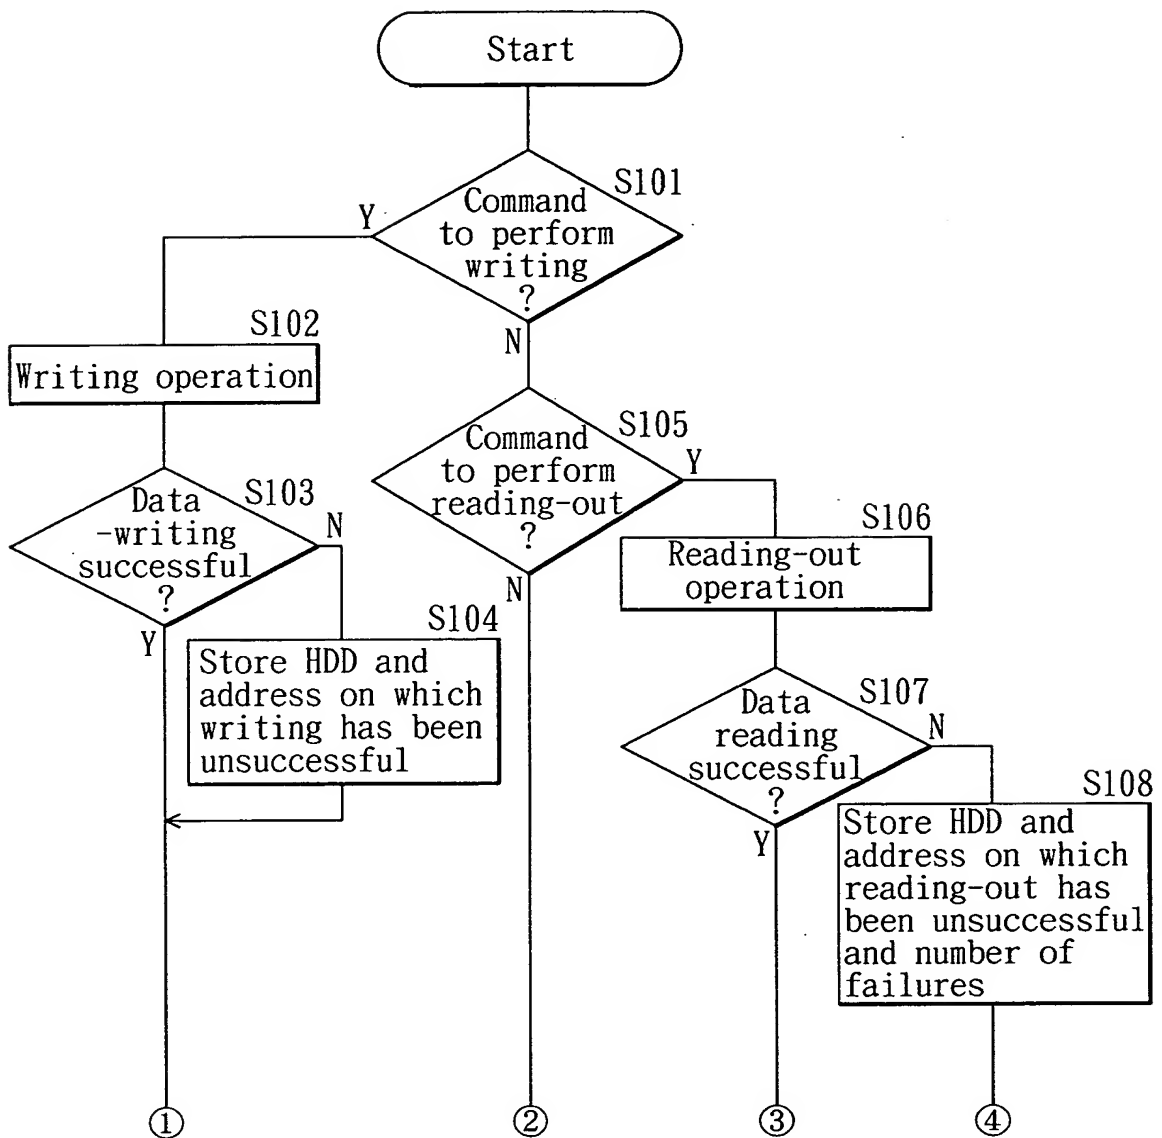 Start
S101
Command
to perform
writing
?
Y
N
S102
Writing operation
S103
Data
-writing
successful
?
N
Y
S104
Store HDD and
address on which
writing has been
unsuccessful
S105
Command
to perform
reading-out
?
Y
N
S106
Reading-out
operation
S107
Data
reading
successful
?
N
Y
S108
Store HDD and
address on which
reading-out has
been unsuccessful
and number of
failures
①
②
③
④